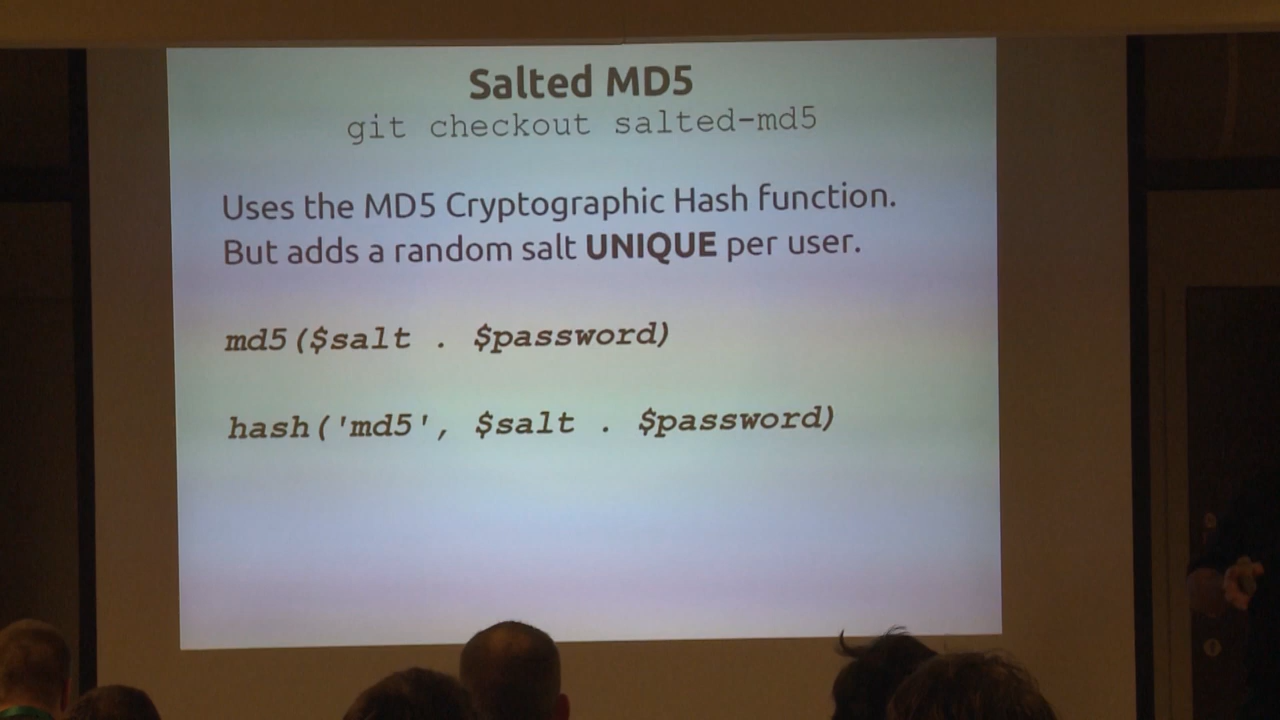 Salted MD5
git checkout salted-md5
Uses the MD5 Cryptographic Hash function.
But adds a random salt UNIQUE per user.
md5($salt . $password)
hash('md5', $salt . $password)